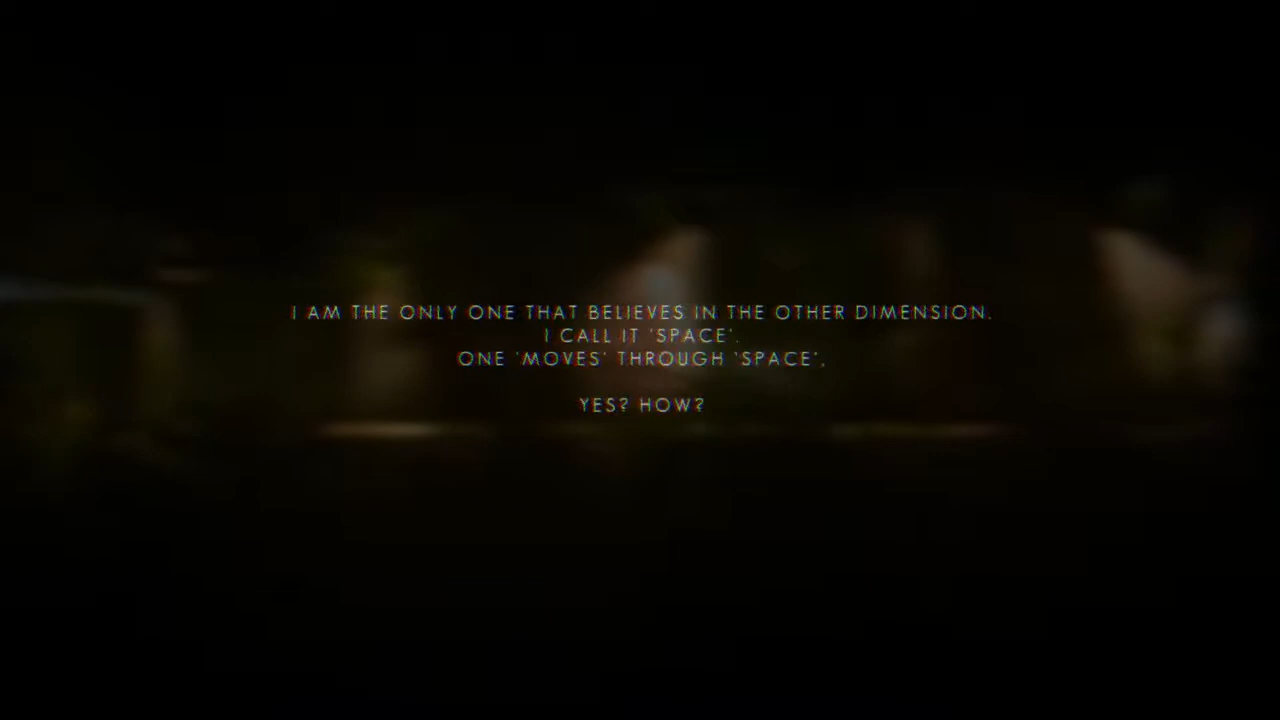 I AM THE ONLY ONE THAT BELIEVES IN THE OTHER DIMENSION.
I CALL IT 'SPACE'.
ONE 'MOVES' THROUGH 'SPACE',
YES? HOW?